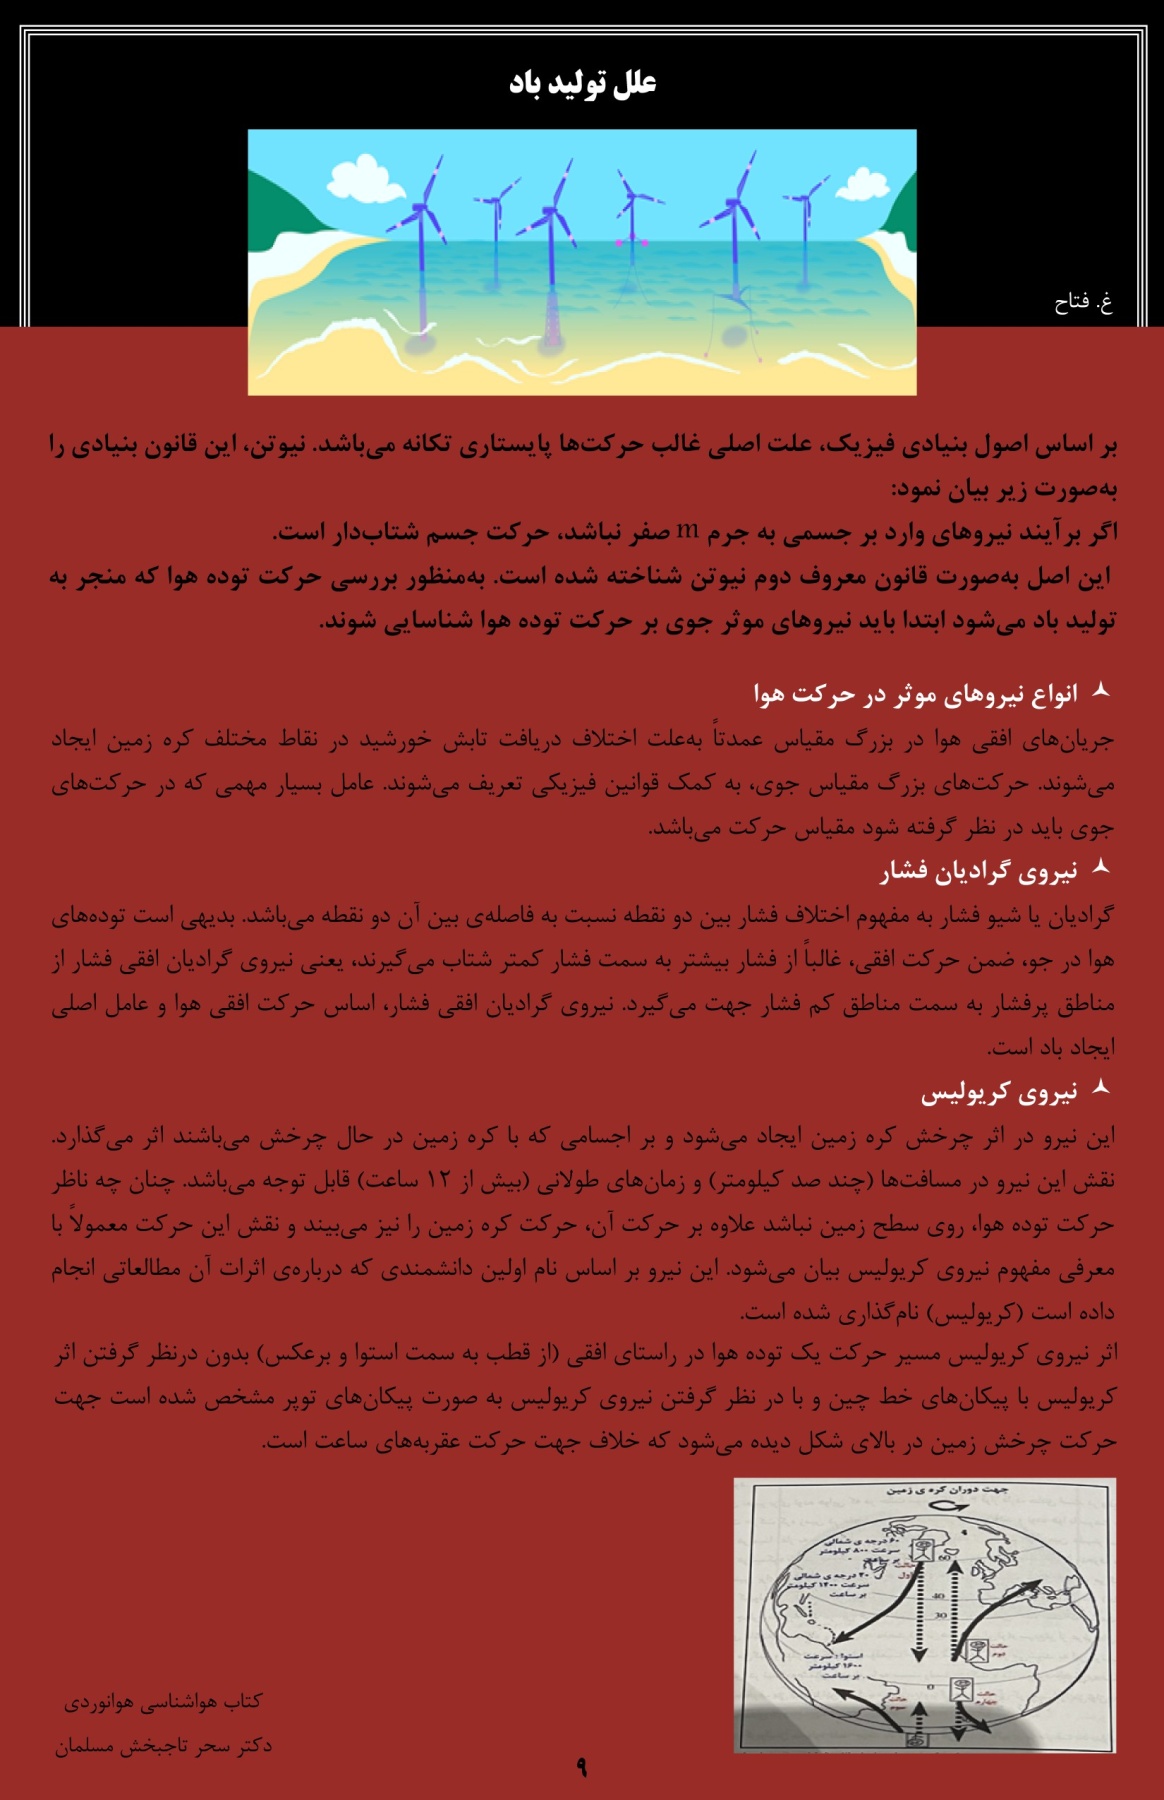 علل تولید باد
غ. فتاح
بر اساس اصول بنیادی فیزیک، علت اصلی غالب حرکت‌ها پایستاری تکانه می‌باشد. نیوتن، این قانون بنیادی را
به‌صورت زیر بیان نمود:
اگر برآیند نیروهای وارد بر جسمی به جرم m صفر نباشد، حرکت جسم شتاب‌دار است.
این اصل به‌صورت قانون معروف دوم نیوتن شناخته شده است. به‌منظور بررسی حرکت توده هوا که منجر به
تولید باد می‌شود ابتدا باید نیروهای موثر جوی بر حرکت توده هوا شناسایی شوند.
انواع نیروهای موثر در حرکت هوا
جریان‌های افقی هوا در بزرگ مقیاس عمدتاً به‌علت اختلاف دریافت تابش خورشید در نقاط مختلف کره زمین ایجاد
می‌شوند. حرکت‌های بزرگ مقیاس جوی، به کمک قوانین فیزیکی تعریف می‌شوند. عامل بسیار مهمی که در حرکت‌های
جوی باید در نظر گرفته شود مقیاس حرکت می‌باشد.
نیروی گرادیان فشار
گرادیان یا شیو فشار به مفهوم اختلاف فشار بین دو نقطه نسبت به فاصله‌ی بین آن دو نقطه می‌باشد. بدیهی است توده‌های
هوا در جو، ضمن حرکت افقی، غالباً از فشار بیشتر به سمت فشار کمتر شتاب می‌گیرند، یعنی نیروی گرادیان افقی فشار از
مناطق پرفشار به سمت مناطق کم فشار جهت می‌گیرد. نیروی گرادیان افقی فشار، اساس حرکت افقی هوا و عامل اصلی
ایجاد باد است.
نیروی کریولیس
این نیرو در اثر چرخش کره زمین ایجاد می‌شود و بر اجسامی که با کره زمین در حال چرخش می‌باشند اثر می‌گذارد.
نقش این نیرو در مسافت‌ها (چند صد کیلومتر) و زمان‌های طولانی (بیش از ۱۲ ساعت) قابل توجه می‌باشد. چنان چه ناظر
حرکت توده هوا، روی سطح زمین نباشد علاوه بر حرکت آن، حرکت کره زمین را نیز می‌بیند و نقش این حرکت معمولاً با
معرفی مفهوم نیروی کریولیس بیان می‌شود. این نیرو بر اساس نام اولین دانشمندی که درباره‌ی اثرات آن مطالعاتی انجام
داده است (کریولیس) نام‌گذاری شده است.
اثر نیروی کریولیس مسیر حرکت یک توده هوا در راستای افقی (از قطب به سمت استوا و برعکس) بدون درنظر گرفتن اثر
کریولیس با پیکان‌های خط چین و با در نظر گرفتن نیروی کریولیس به صورت پیکان‌های توپر مشخص شده است جهت
حرکت چرخش زمین در بالای شکل دیده می‌شود که خلاف جهت حرکت عقربه‌های ساعت است.
جهت دوران کره ی زمین
۶۰ درجه ی شمالی
سرعت ۸۰۰ کیلومتر
بر ساعت
حالت
اول
60
۳۰ درجه ی شمالی
سرعت ۱۴۰۰ کیلومتر
بر ساعت
40
30
حالت
دوم
استوا : سرعت
۱۶۰۰ کیلومتر
بر ساعت
0
حالت
سوم
حالت
چهارم
کتاب هواشناسی هوانوردی
دکتر سحر تاجبخش مسلمان
۹